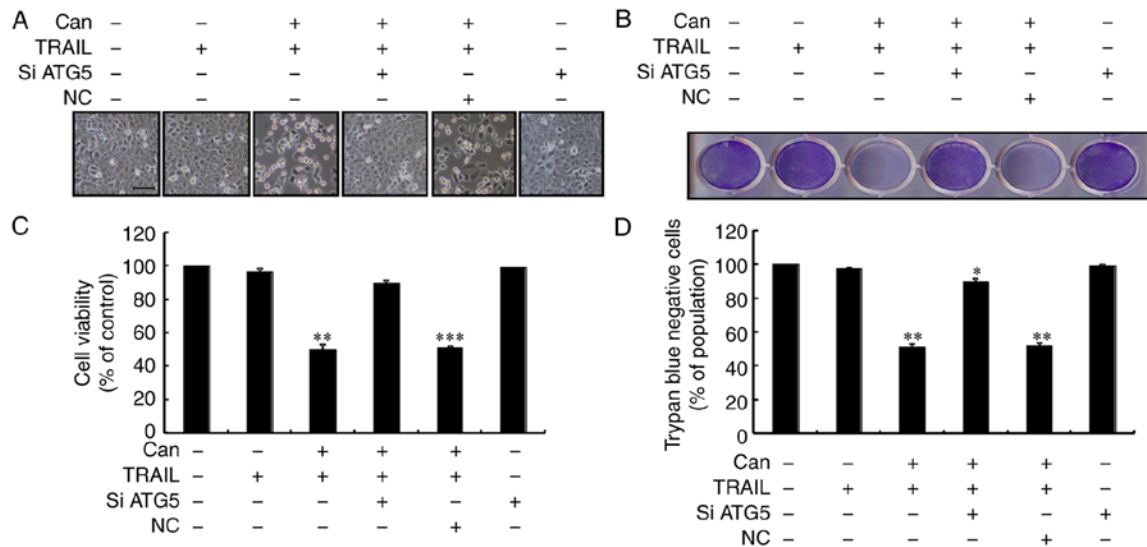 A
Can – – + + + –
TRAIL – + + + + –
Si ATG5 – – – + – +
NC – – – – + –
B
Can – – + + + –
TRAIL – + + + + –
Si ATG5 – – – + – +
NC – – – – + –
C
Cell viability
(% of control)
120
100
80
60
40
20
0
** ***
Can – – + + + –
TRAIL – + + + + –
Si ATG5 – – – + – +
NC – – – – + –
D
Trypan blue negative cells
(% of population)
120
100
80
60
40
20
0
** * **
Can – – + + + –
TRAIL – + + + + –
Si ATG5 – – – + – +
NC – – – – + –